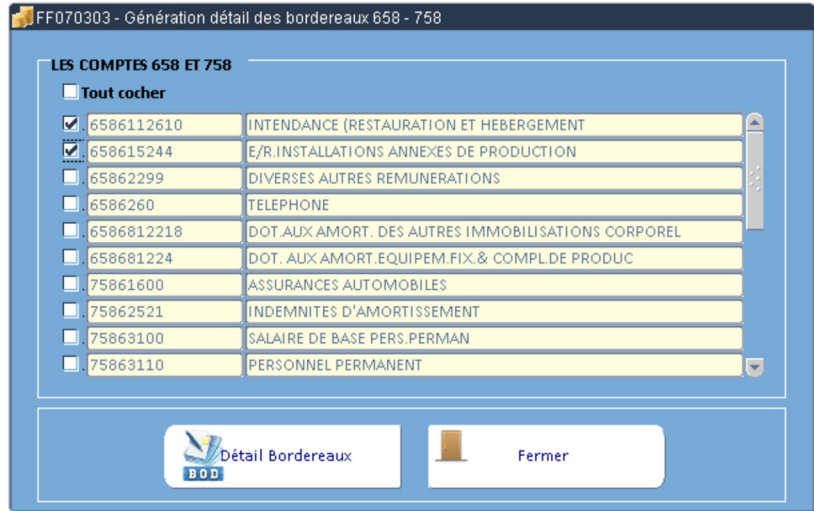 FF070303 - Génération détail des bordereaux 658 - 758
LES COMPTES 658 ET 758
Tout cocher
. 6586112610 INTENDANCE (RESTAURATION ET HEBERGEMENT
. 658615244 E/R.INSTALLATIONS ANNEXES DE PRODUCTION
. 65862299 DIVERSES AUTRES REMUNERATIONS
. 6586260 TELEPHONE
. 6586812218 DOT.AUX AMORT. DES AUTRES IMMOBILISATIONS CORPOREL
. 658681224 DOT. AUX AMORT.EQUIPEM.FIX.& COMPL.DE PRODUC
. 75861600 ASSURANCES AUTOMOBILES
. 75862521 INDEMNITES D'AMORTISSEMENT
. 75863100 SALAIRE DE BASE PERS.PERMAN
. 75863110 PERSONNEL PERMANENT
BOD Détail Bordereaux Fermer